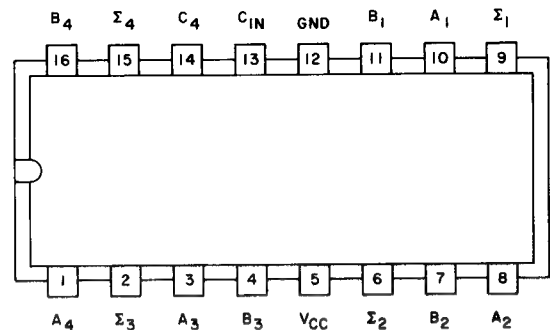 B4 Σ4 C4 CIN GND B1 A1 Σ1
16 15 14 13 12 11 10 9
1 2 3 4 5 6 7 8
A4 Σ3 A3 B3 VCC Σ2 B2 A2